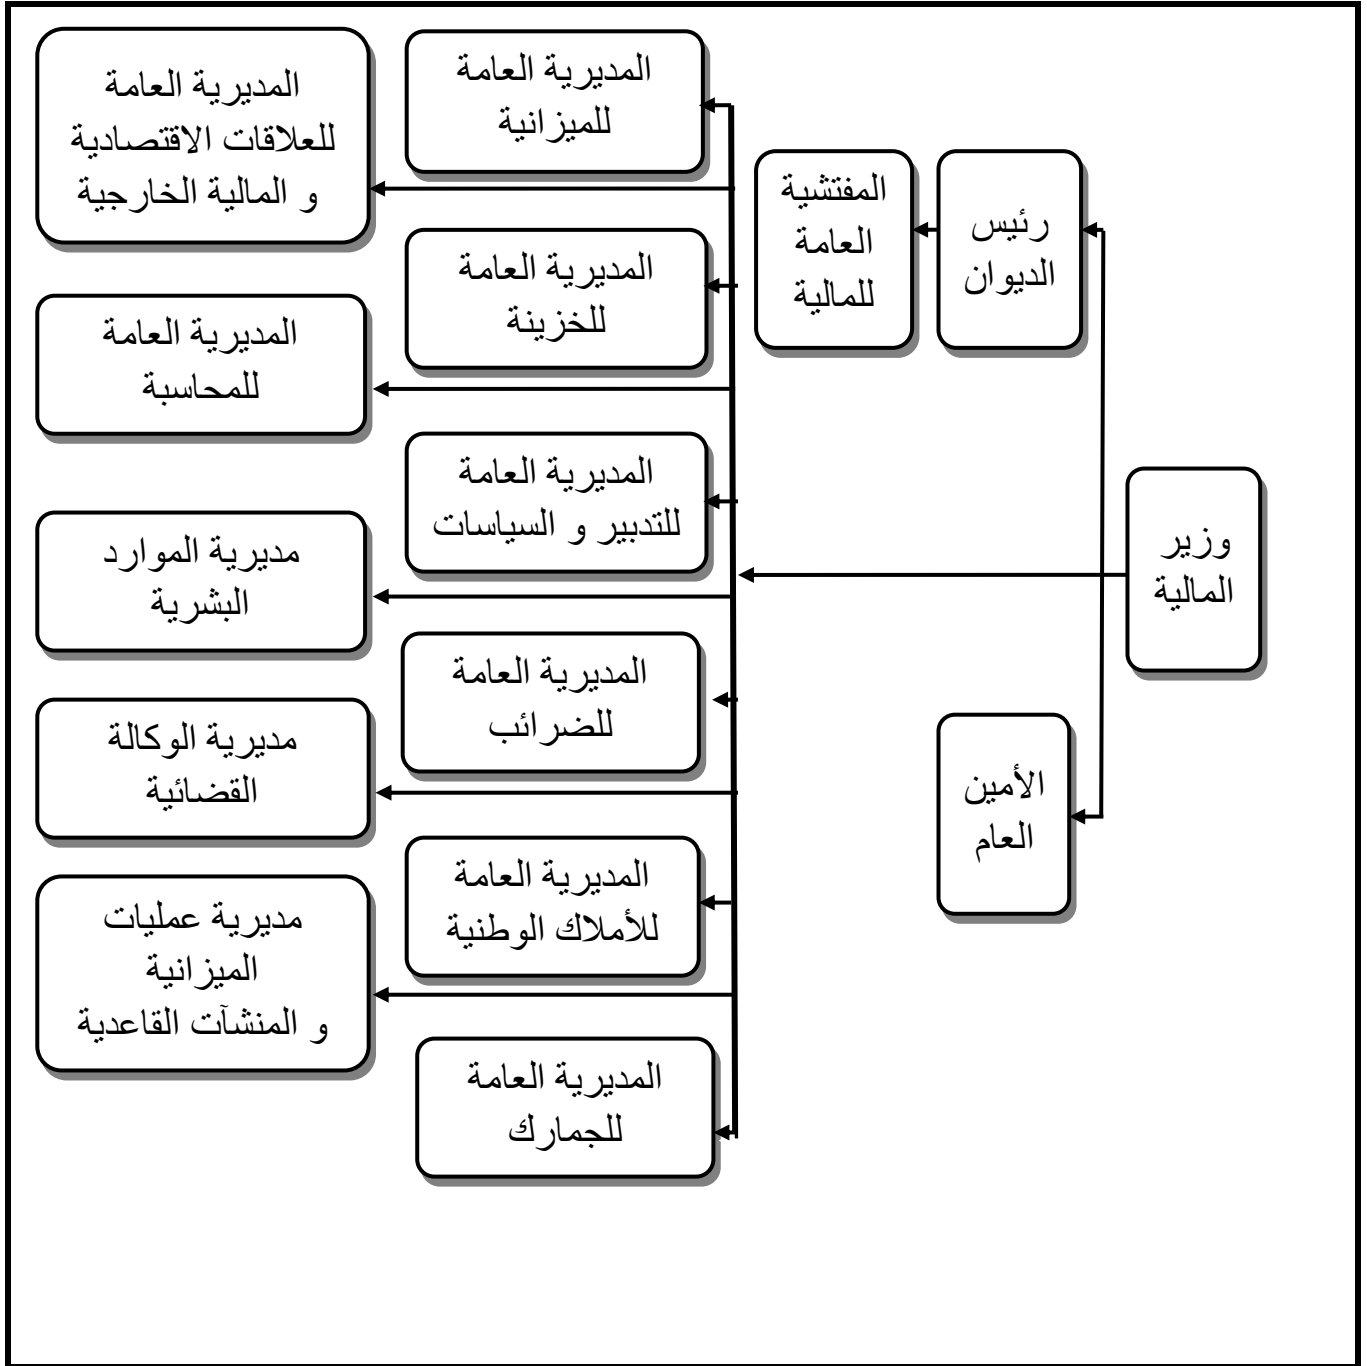 وزير
المالية
رئيس
الديوان
المفتشية
العامة
للمالية
الأمين
العام
المديرية العامة
للميزانية
المديرية العامة
للعلاقات الاقتصادية
و المالية الخارجية
المديرية العامة
للخزينة
المديرية العامة
للمحاسبة
المديرية العامة
للتدبير و السياسات
مديرية الموارد
البشرية
المديرية العامة
للضرائب
مديرية الوكالة
القضائية
المديرية العامة
للأملاك الوطنية
مديرية عمليات
الميزانية
و المنشآت القاعدية
المديرية العامة
للجمارك